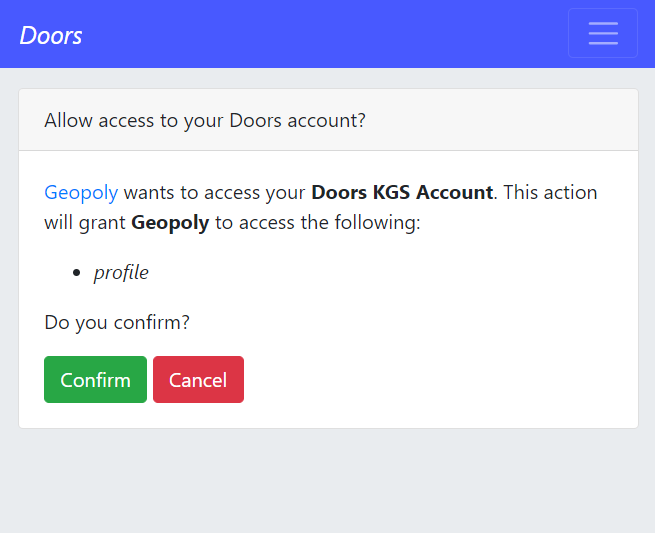 Doors
Allow access to your Doors account?
Geopoly wants to access your Doors KGS Account. This action
will grant Geopoly to access the following:
profile
Do you confirm?
Confirm Cancel